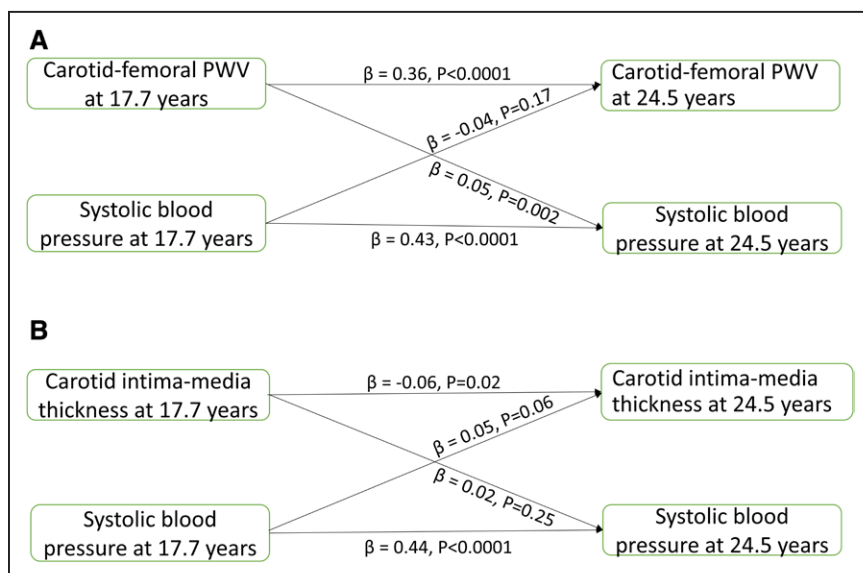 A
Carotid-femoral PWV
at 17.7 years
β = 0.36, P<0.0001
Carotid-femoral PWV
at 24.5 years
β = -0.04, P=0.17
β = 0.05, P=0.002
Systolic blood
pressure at 17.7 years
β = 0.43, P<0.0001
Systolic blood
pressure at 24.5 years
B
Carotid intima-media
thickness at 17.7 years
β = -0.06, P=0.02
Carotid intima-media
thickness at 24.5 years
β = 0.05, P=0.06
β = 0.02, P=0.25
Systolic blood
pressure at 17.7 years
β = 0.44, P<0.0001
Systolic blood
pressure at 24.5 years